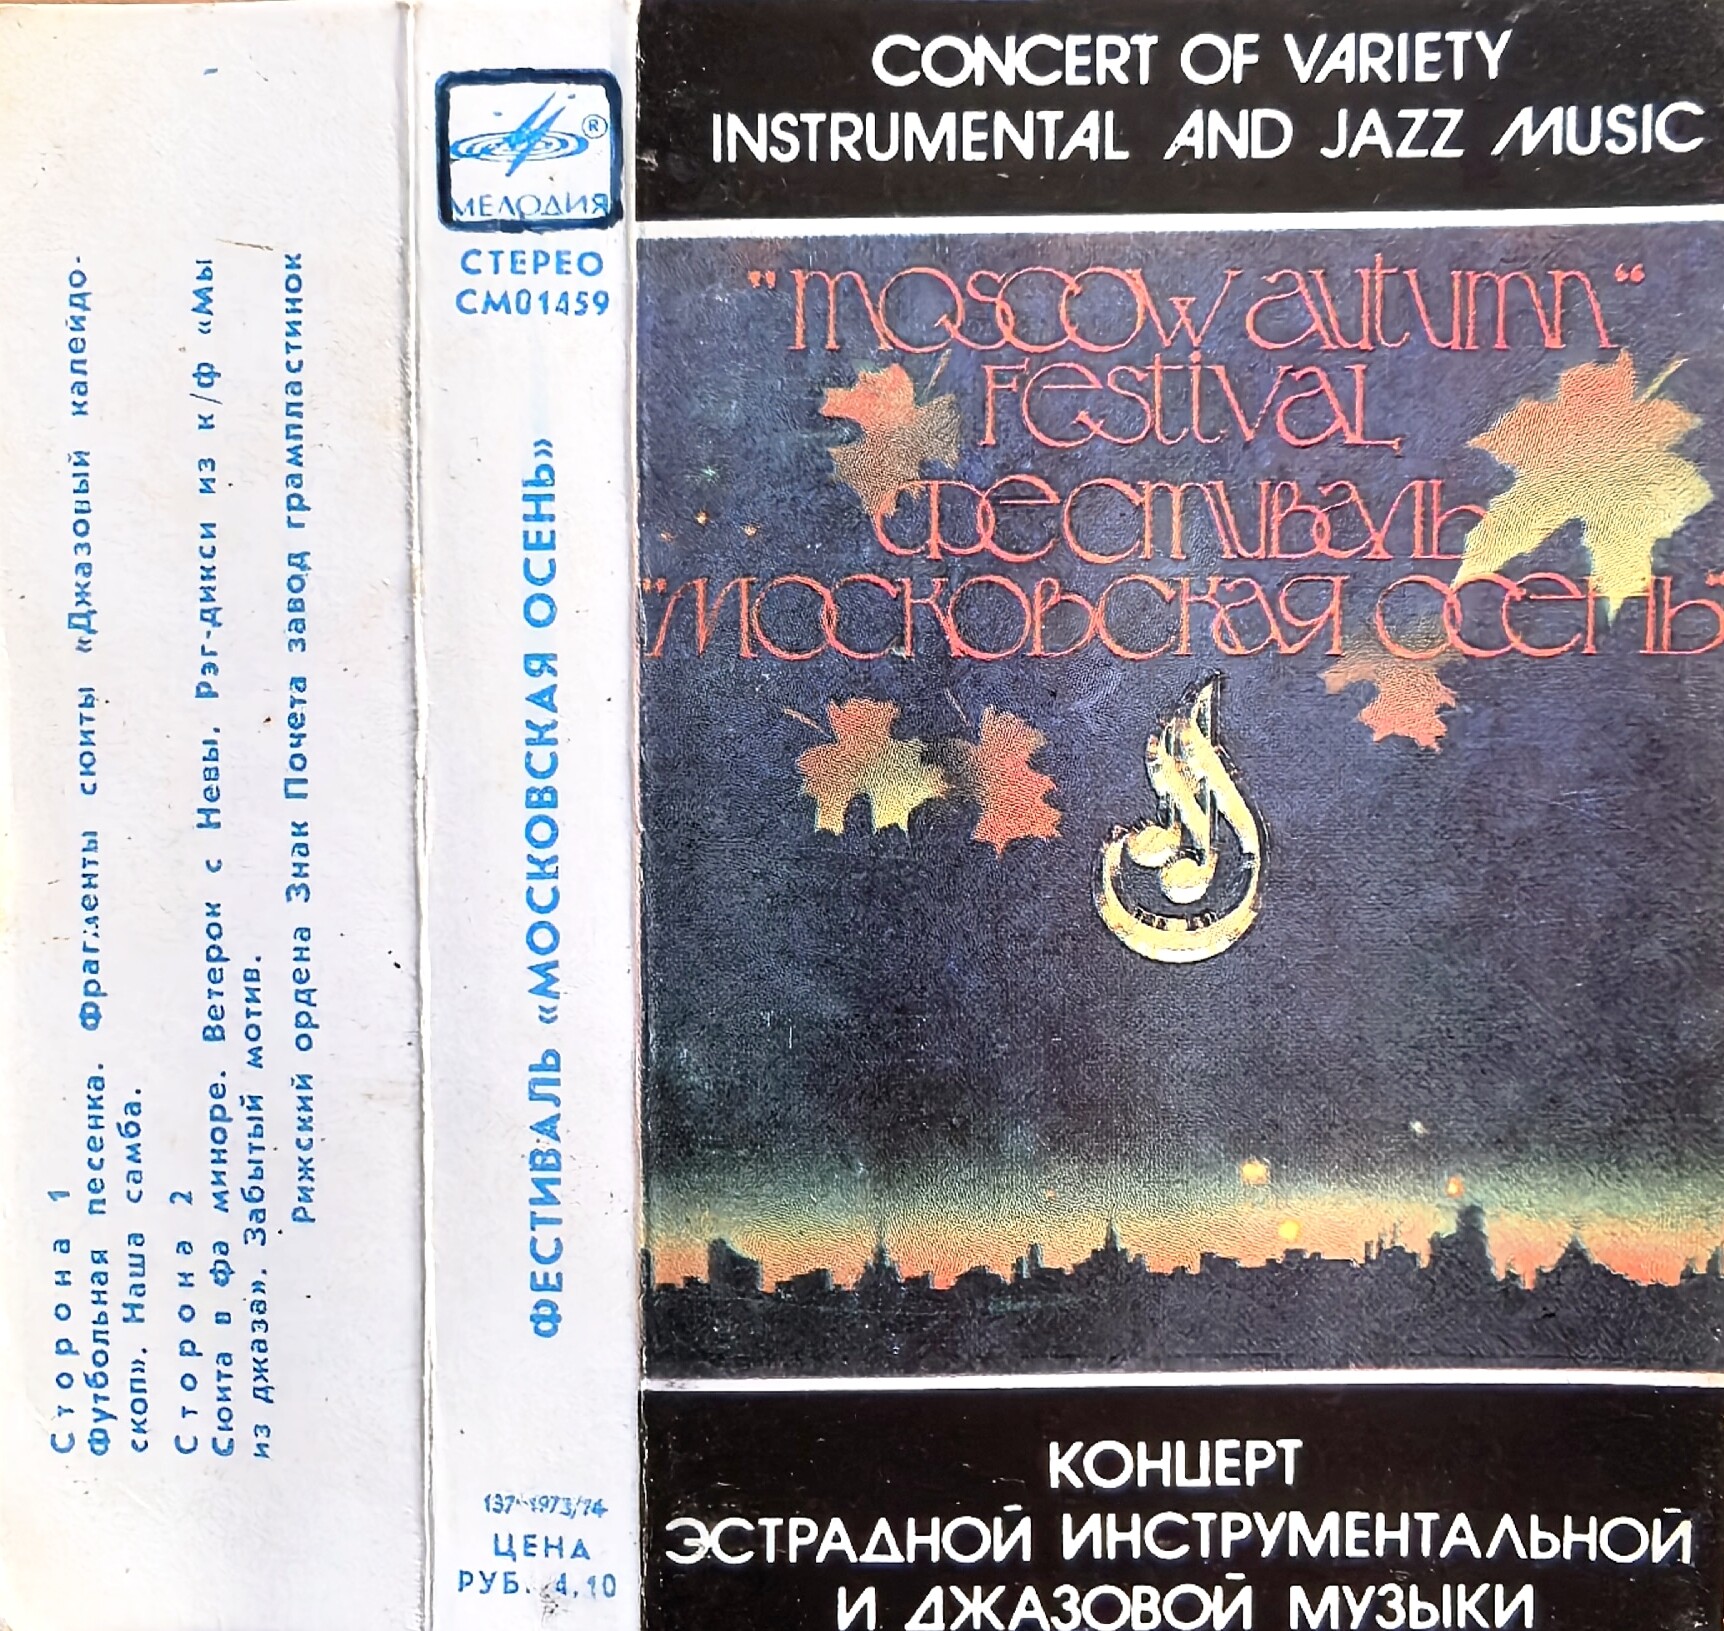 Сторона 1
Футбольная песенка. Фрагменты сюиты «Джазовый калейдо-
скоп». Наша самба.
Сторона 2
Сюита в фа миноре. Ветерок с Невы. Рэг-дикси из к/ф «Мы
из джаза». Забытый мотив.
Рижский ордена Знак Почета завод грампластинок
МЕЛОДИЯ ®
СТЕРЕО
СМ01459
ФЕСТИВАЛЬ «МОСКОВСКАЯ ОСЕНЬ»
ЦЕНА
РУБ. 4.10
CONCERT OF VARIETY
INSTRUMENTAL AND JAZZ MUSIC
"moscow autumn"
Festival
Фестиваль
"московская осень"
КОНЦЕРТ
ЭСТРАДНОЙ ИНСТРУМЕНТАЛЬНОЙ
И ДЖАЗОВОЙ МУЗЫКИ